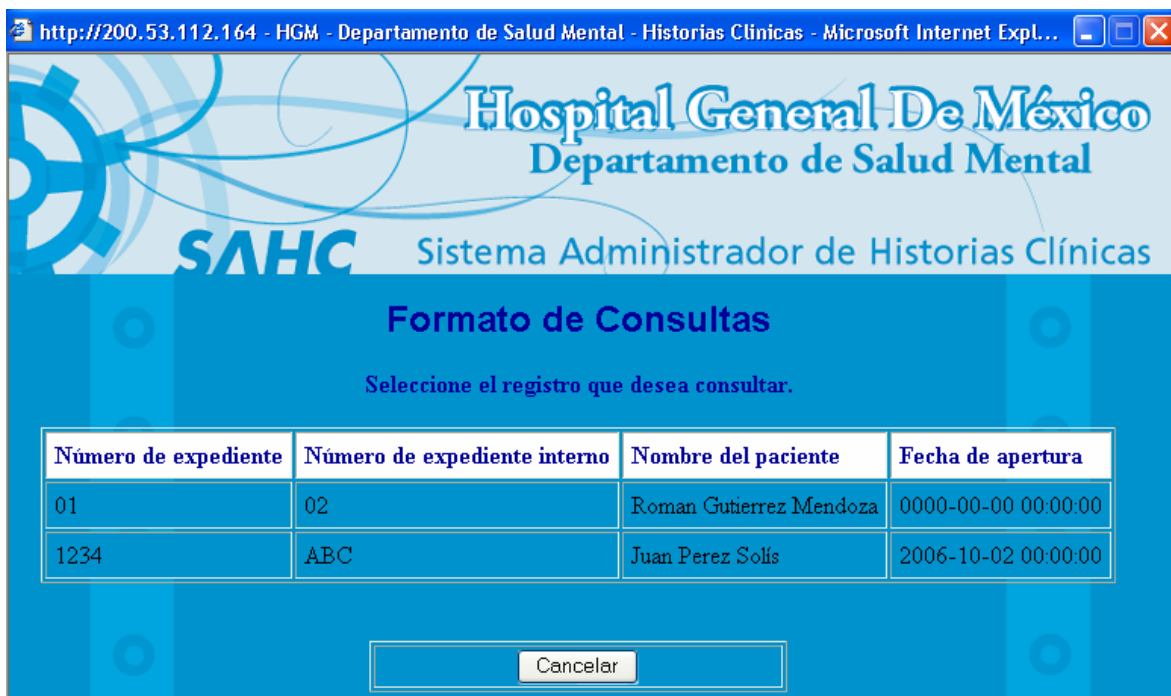 http://200.53.112.164 - HGM - Departamento de Salud Mental - Historias Clinicas - Microsoft Internet Expl...
Hospital General De México
Departamento de Salud Mental
SAHC Sistema Administrador de Historias Clínicas
Formato de Consultas
Seleccione el registro que desea consultar.
Número de expediente Número de expediente interno Nombre del paciente Fecha de apertura
01 02 Roman Gutierrez Mendoza 0000-00-00 00:00:00
1234 ABC Juan Perez Solís 2006-10-02 00:00:00
Cancelar